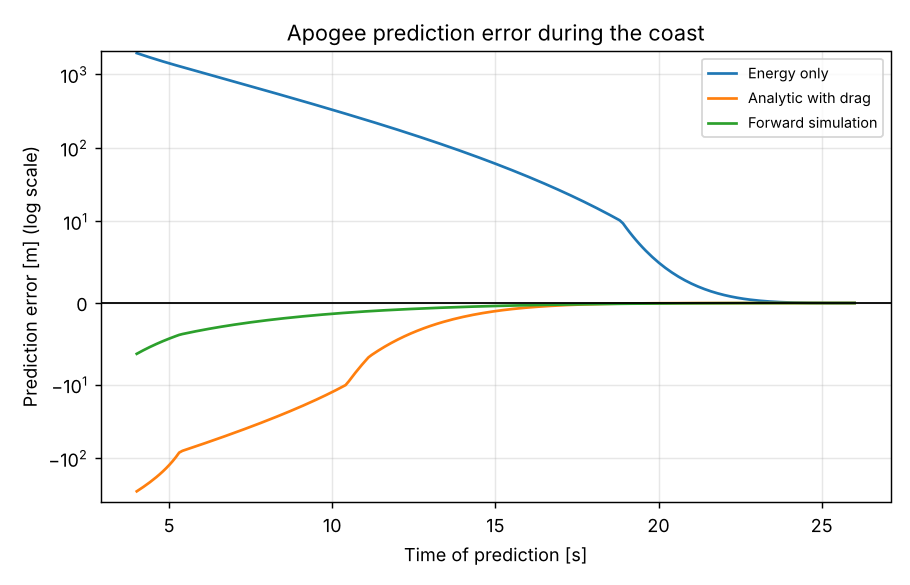 Apogee prediction error during the coast
Energy only
Analytic with drag
Forward simulation
Prediction error [m] (log scale)
10³
10²
10¹
0
−10¹
−10²
5
10
15
20
25
Time of prediction [s]